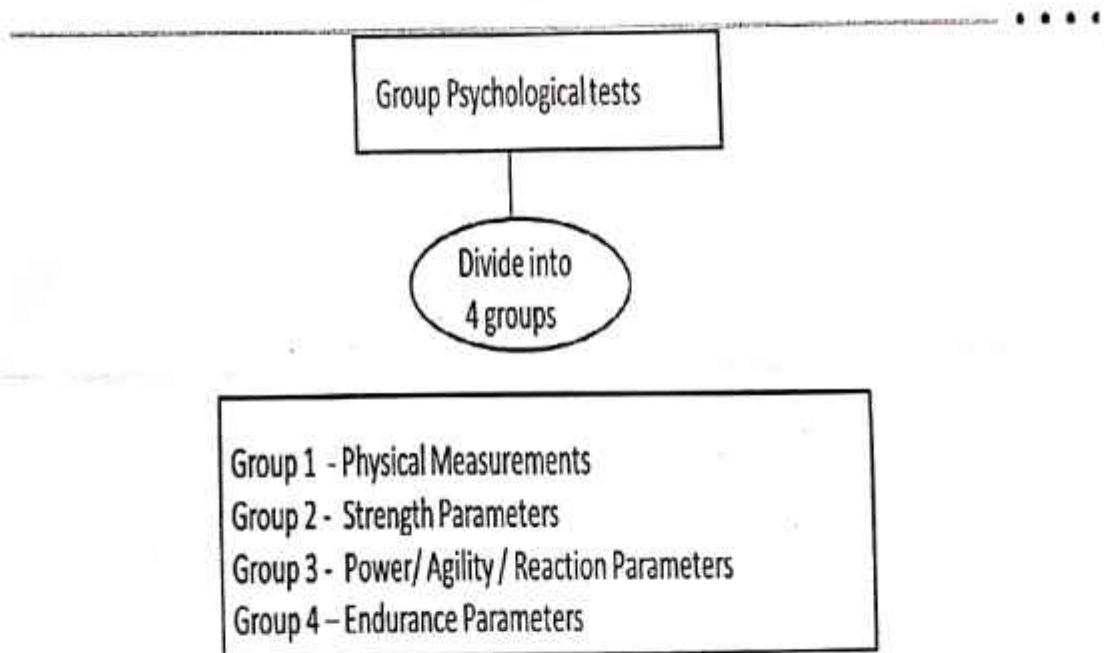 Group Psychological tests
Divide into
4 groups
Group 1 - Physical Measurements
Group 2 - Strength Parameters
Group 3 - Power/ Agility / Reaction Parameters
Group 4 – Endurance Parameters